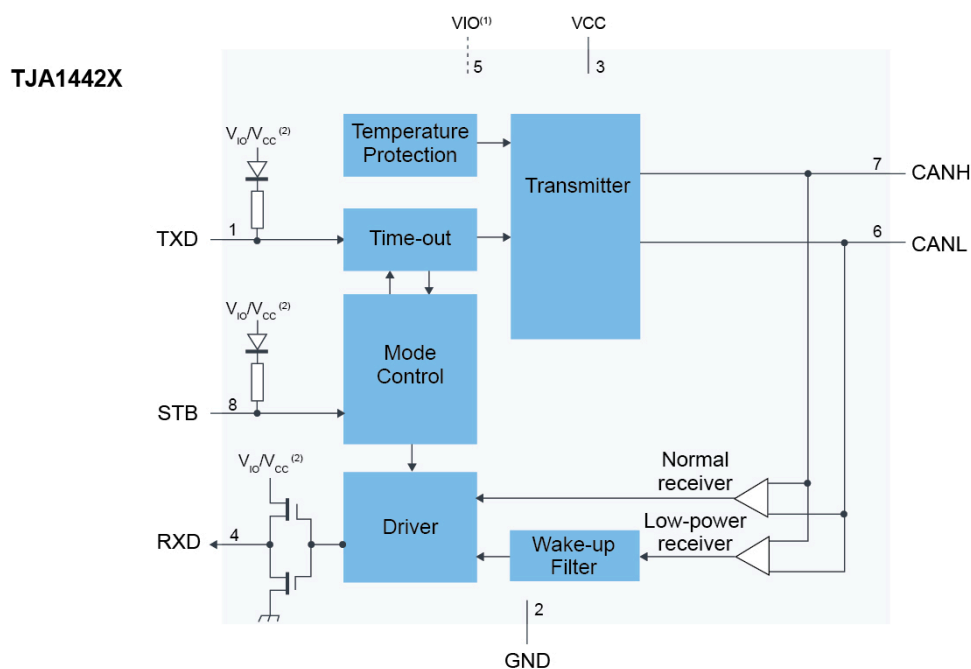 VIO(1)
VCC
5
3
TJA1442X
VIO/VCC (2)
Temperature
Protection
Transmitter
7
CANH
TXD
1
Time-out
6
CANL
VIO/VCC (2)
Mode
Control
STB
8
VIO/VCC (2)
Normal
receiver
Driver
RXD
4
Low-power
receiver
Wake-up
Filter
2
GND